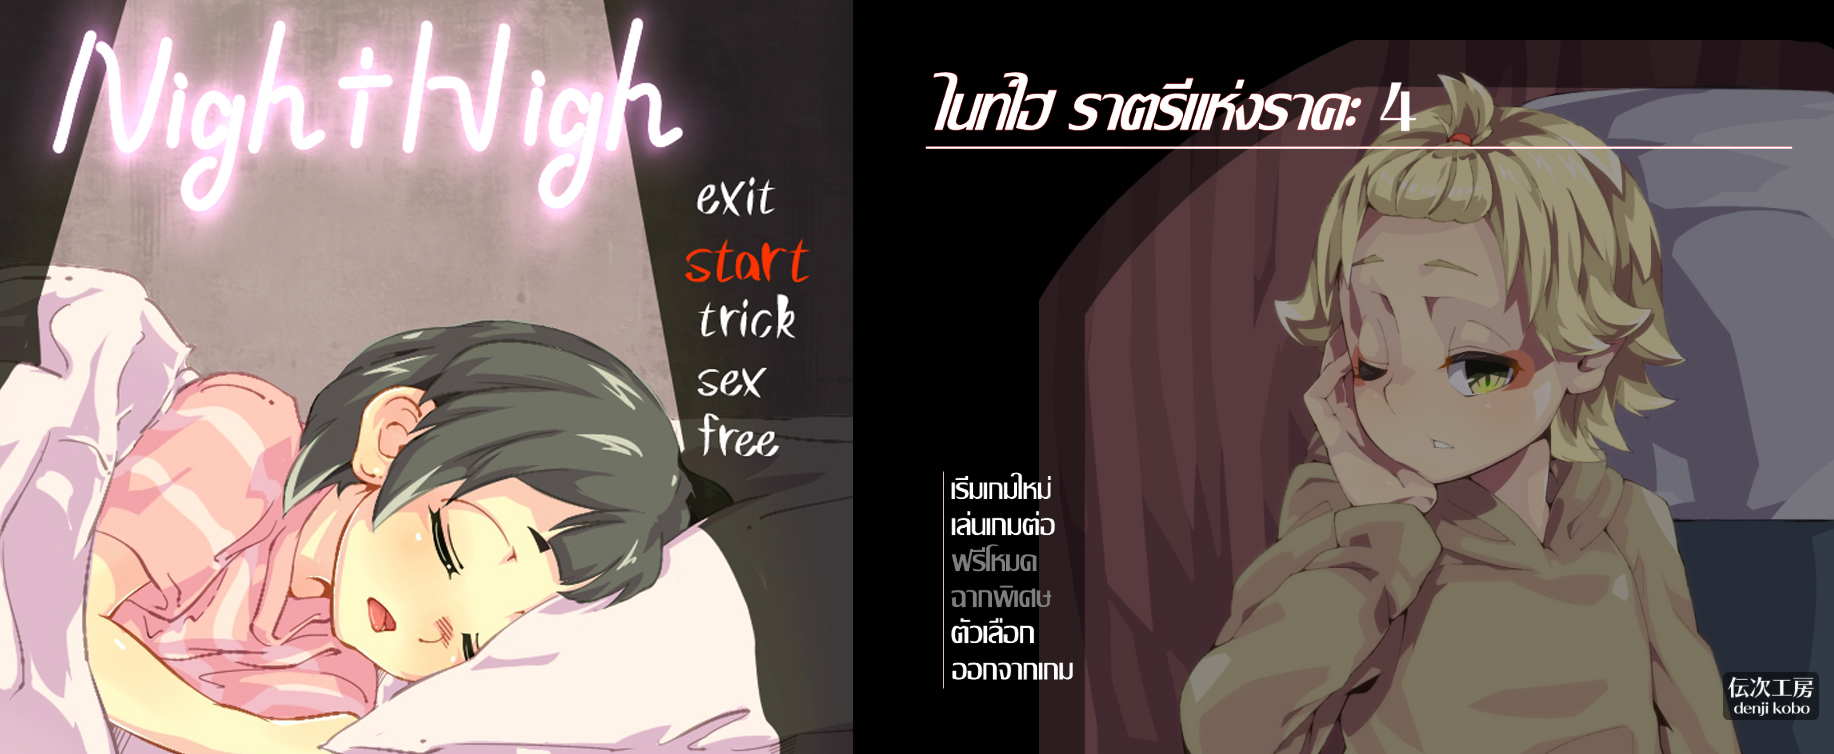 NightNigh
exit
start
trick
sex
free
ไนท์ไฮ ราตรีแห่งราคะ 4
เริ่มเกมใหม่
เล่นเกมต่อ
ฟรีโหมด
ฉากพิเศษ
ตัวเลือก
ออกจากเกม
伝次工房
denji kobo